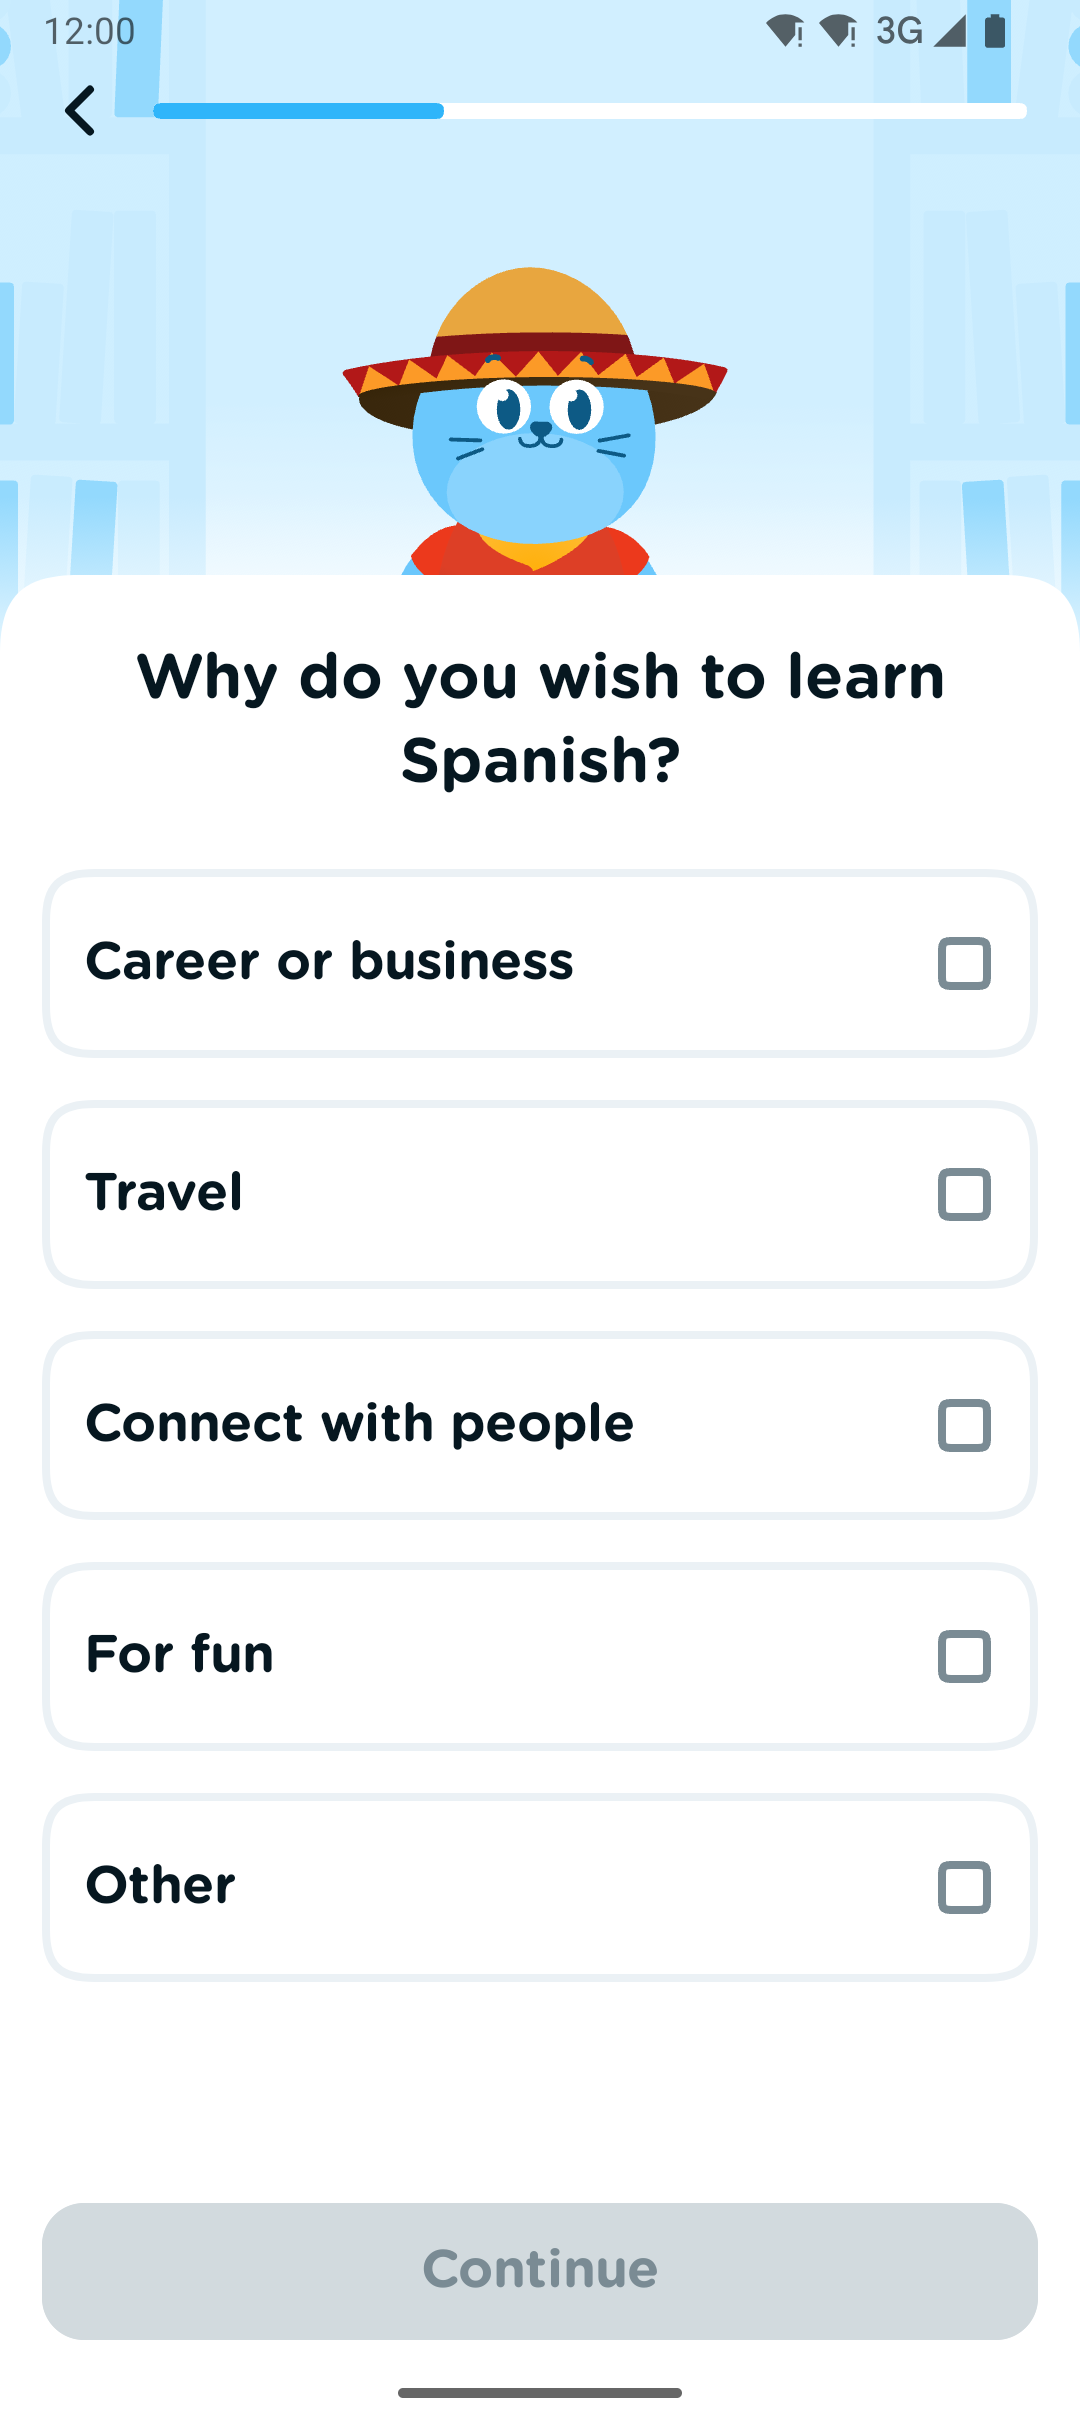 12:00
3G
Why do you wish to learn
Spanish?
Career or business
Travel
Connect with people
For fun
Other
Continue